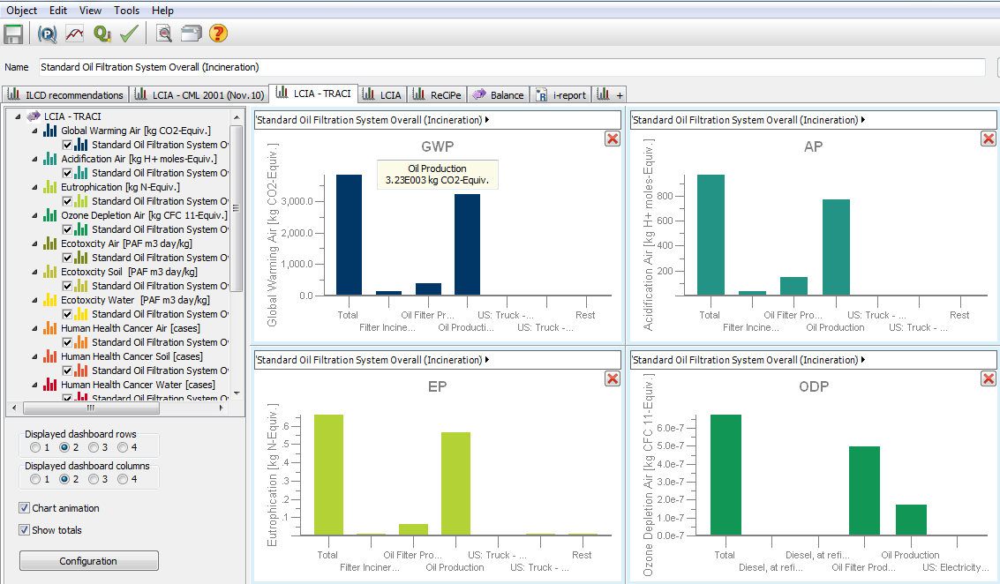 Object Edit View Tools Help
Name Standard Oil Filtration System Overall (Incineration)
ILCD recommendations LCIA - CML 2001 (Nov. 10) LCIA - TRACI LCIA ReCiPe Balance i-report +
LCIA - TRACI
Global Warming Air [kg CO2-Equiv.]
Standard Oil Filtration System O
Acidification Air [kg H+ moles-Equiv.]
Standard Oil Filtration System O
Eutrophication [kg N-Equiv.]
Standard Oil Filtration System O
Ozone Depletion Air [kg CFC 11-Equiv.]
Standard Oil Filtration System O
Ecotoxcity Air [PAF m3 day/kg]
Standard Oil Filtration System O
Ecotoxcity Soil [PAF m3 day/kg]
Standard Oil Filtration System O
Ecotoxcity Water [PAF m3 day/kg]
Standard Oil Filtration System O
Human Health Cancer Air [cases]
Standard Oil Filtration System O
Human Health Cancer Soil [cases]
Standard Oil Filtration System O
Human Health Cancer Water [cases]
Standard Oil Filtration System O
Displayed dashboard rows
1 2 3 4
Displayed dashboard columns
1 2 3 4
Chart animation
Show totals
Configuration
'Standard Oil Filtration System Overall (Incineration)
GWP
Oil Production
3.23E003 kg CO2-Equiv.
Global Warming Air [kg CO2-Equiv.]
3,000.0
2,000.0
1,000.0
0.0
Total Oil Filter Pr... US: Truck -... Rest
Filter Incine... Oil Producti... US: Truck -...
'Standard Oil Filtration System Overall (Incineration)
AP
Acidification Air [kg H+ moles-Equiv.]
800
600
400
200
Total Oil Filter Pro... US: Truck - ... Rest
Filter Incine... Oil Production US: Truck - ...
'Standard Oil Filtration System Overall (Incineration)
EP
Eutrophication [kg N-Equiv.]
.6
.5
.4
.3
.2
.1
Total Oil Filter Pro... US: Truck - ... Rest
Filter Inciner... Oil Production US: Truck - ...
'Standard Oil Filtration System Overall (Incineration)
ODP
Ozone Depletion Air [kg CFC 11-Equiv.]
6.0e-7
5.0e-7
4.0e-7
3.0e-7
2.0e-7
1.0e-7
0.0e-7
Total Diesel, at refi... Oil Production
Diesel, at refi... Oil Filter Prod... US: Electricity...